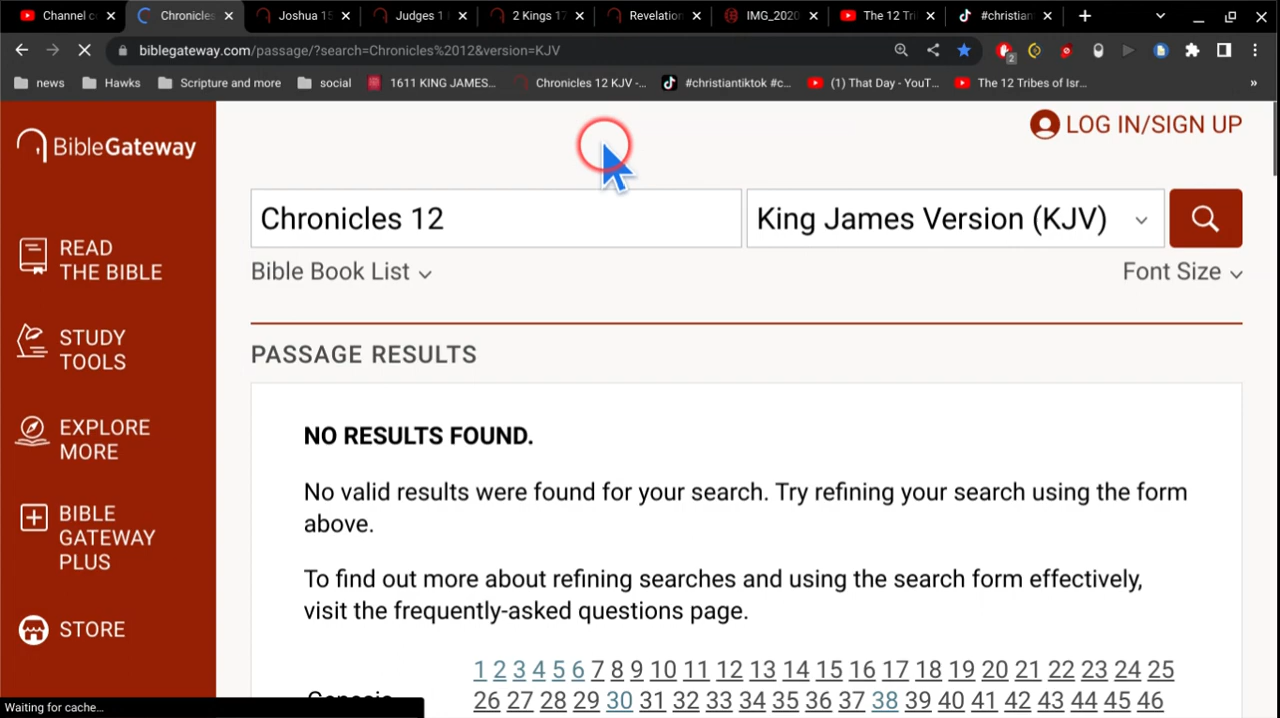 Channel c
Chronicles
Joshua 15
Judges 1
2 Kings 17
Revelation
IMG_2020
The 12 Tri
#christian
biblegateway.com/passage/?search=Chronicles%2012&version=KJV
2
news
Hawks
Scripture and more
social
1611 KING JAMES...
Chronicles 12 KJV -...
#christiantiktok #c...
(1) That Day - YouT...
The 12 Tribes of Isr...
»
LOG IN/SIGN UP
BibleGateway
Chronicles 12
King James Version (KJV)
Bible Book List
Font Size
READ
THE BIBLE
STUDY
TOOLS
EXPLORE
MORE
BIBLE
GATEWAY
PLUS
STORE
PASSAGE RESULTS
NO RESULTS FOUND.
No valid results were found for your search. Try refining your search using the form
above.
To find out more about refining searches and using the search form effectively,
visit the frequently-asked questions page.
1 2 3 4 5 6 7 8 9 10 11 12 13 14 15 16 17 18 19 20 21 22 23 24 25
Genesis
26 27 28 29 30 31 32 33 34 35 36 37 38 39 40 41 42 43 44 45 46
Waiting for cache...